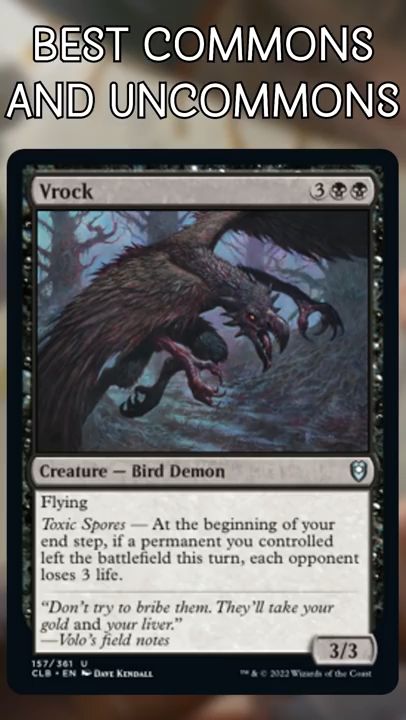 BEST COMMONS
AND UNCOMMONS
Vrock 3
Creature — Bird Demon
Flying
Toxic Spores — At the beginning of your
end step, if a permanent you controlled
left the battlefield this turn, each opponent
loses 3 life.
"Don't try to bribe them. They'll take your
gold and your liver."
—Volo's field notes
3/3
157/361 U
CLB • EN DAVE KENDALL ™ & © 2022 Wizards of the Coast